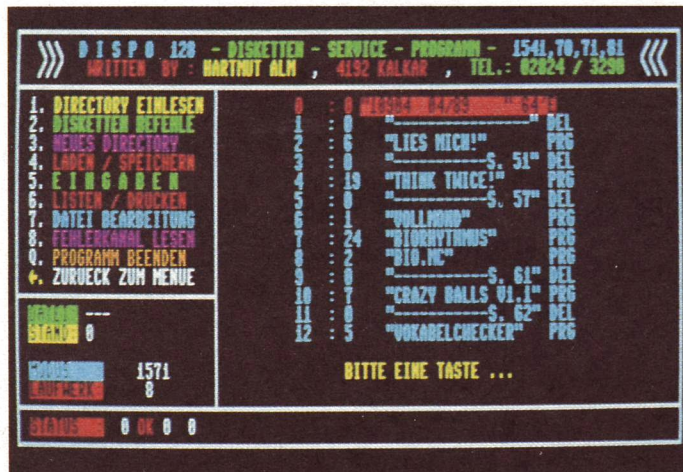 ))) D I S P O 128 - DISKETTEN - SERVICE - PROGRAMM - 1541,70,71,81 (((
WRITTEN BY : HARTMUT ALM , 4192 KALKAR , TEL.: 02824 / 3290
1. DIRECTORY EINLESEN
2. DISKETTEN BEFEHLE
3. NEUES DIRECTORY
4. LADEN / SPEICHERN
5. E I N G A B E N
6. LISTEN / DRUCKEN
7. DATEI BEARBEITUNG
8. FEHLERKANAL LESEN
Q. PROGRAMM BEENDEN
←. ZURUECK ZUM MENUE
0 : 0 " 64'
1 : 0 "----------------" DEL
2 : 6 "LIES MICH!" PRG
3 : 0 "-----------S. 51" DEL
4 : 19 "THINK TWICE!" PRG
5 : 0 "-----------S. 57" DEL
6 : 1 "VOLLMOND" PRG
7 : 24 "BIORHYTHMUS" PRG
8 : 2 "BIO.MC" PRG
9 : 0 "-----------S. 61" DEL
10 : 7 "CRAZY BALLS V1.1" PRG
11 : 0 "-----------S. 62" DEL
12 : 5 "VOKABELCHECKER" PRG
BITTE EINE TASTE ...
---
STAND: 0
MODUS 1571
LAUFWERK 8
STATUS 0 OK 0 0